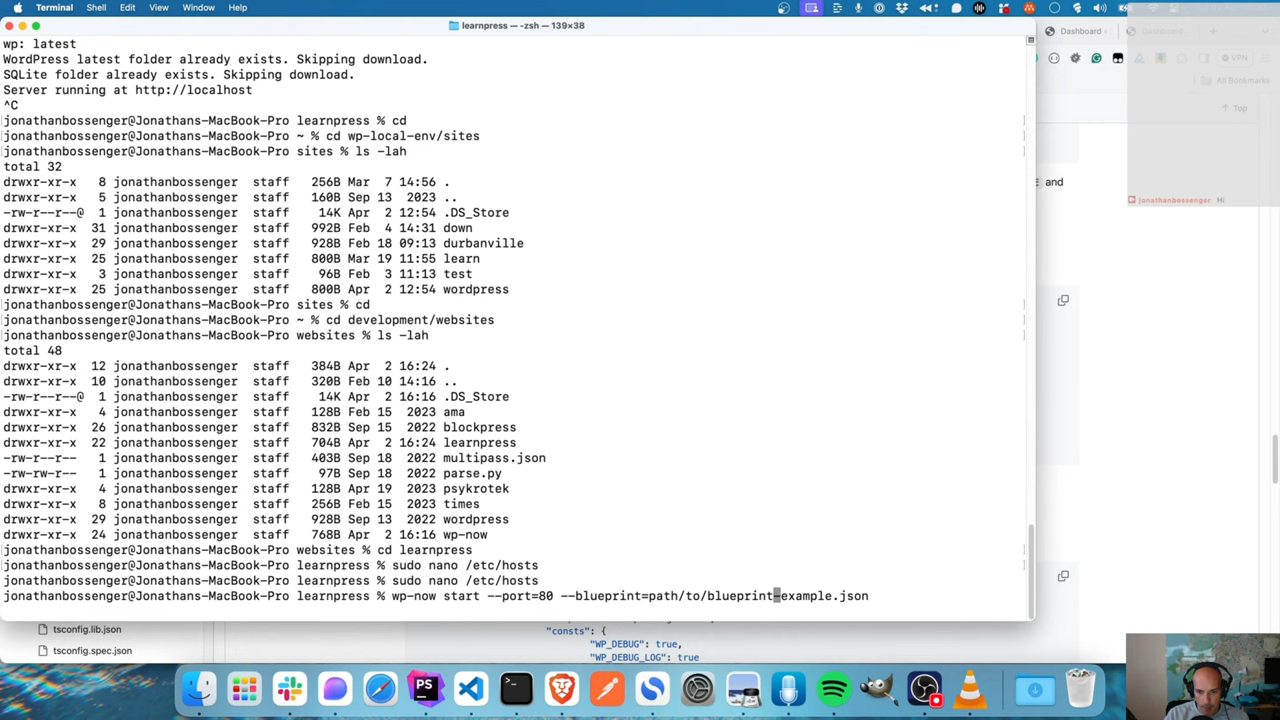 Shell Edit View Window Help
learnpress — -zsh — 139×38
Dashboard
Dashboard
VPN
All Bookmarks
Top
wp: latest
WordPress latest folder already exists. Skipping download.
SQLite folder already exists. Skipping download.
Server running at http://localhost
^C
jonathanbossenger@Jonathans-MacBook-Pro learnpress % cd
jonathanbossenger@Jonathans-MacBook-Pro ~ % cd wp-local-env/sites
jonathanbossenger@Jonathans-MacBook-Pro sites % ls -lah
total 32
drwxr-xr-x 8 jonathanbossenger staff 256B Mar 7 14:56 .
drwxr-xr-x 5 jonathanbossenger staff 160B Sep 13 2023 ..
-rw-r--r--@ 1 jonathanbossenger staff 14K Apr 2 12:54 .DS_Store
drwxr-xr-x 31 jonathanbossenger staff 992B Feb 4 14:31 down
drwxr-xr-x 29 jonathanbossenger staff 928B Feb 18 09:13 durbanville
drwxr-xr-x 25 jonathanbossenger staff 800B Mar 19 11:55 learn
drwxr-xr-x 3 jonathanbossenger staff 96B Feb 3 11:13 test
drwxr-xr-x 25 jonathanbossenger staff 800B Apr 2 12:54 wordpress
jonathanbossenger@Jonathans-MacBook-Pro sites % cd
jonathanbossenger@Jonathans-MacBook-Pro ~ % cd development/websites
jonathanbossenger@Jonathans-MacBook-Pro websites % ls -lah
total 48
drwxr-xr-x 12 jonathanbossenger staff 384B Apr 2 16:24 .
drwxr-xr-x 10 jonathanbossenger staff 320B Feb 10 14:16 ..
-rw-r--r--@ 1 jonathanbossenger staff 14K Apr 2 16:16 .DS_Store
drwxr-xr-x 4 jonathanbossenger staff 128B Feb 15 2023 ama
drwxr-xr-x 26 jonathanbossenger staff 832B Sep 15 2022 blockpress
drwxr-xr-x 22 jonathanbossenger staff 704B Apr 2 16:24 learnpress
-rw-r--r-- 1 jonathanbossenger staff 403B Sep 18 2022 multipass.json
-rw-rw-r-- 1 jonathanbossenger staff 97B Sep 18 2022 parse.py
drwxr-xr-x 4 jonathanbossenger staff 128B Apr 19 2023 psykrotek
drwxr-xr-x 8 jonathanbossenger staff 256B Feb 15 2023 times
drwxr-xr-x 29 jonathanbossenger staff 928B Sep 13 2022 wordpress
drwxr-xr-x 24 jonathanbossenger staff 768B Apr 2 16:16 wp-now
jonathanbossenger@Jonathans-MacBook-Pro websites % cd learnpress
jonathanbossenger@Jonathans-MacBook-Pro learnpress % sudo nano /etc/hosts
jonathanbossenger@Jonathans-MacBook-Pro learnpress % sudo nano /etc/hosts
jonathanbossenger@Jonathans-MacBook-Pro learnpress % wp-now start --port=80 --blueprint=path/to/blueprint-example.json
and
jonathanbossenger: Hi
tsconfig.lib.json
tsconfig.spec.json
"consts": {
"WP_DEBUG": true,
"WP_DEBUG_LOG": true
PS